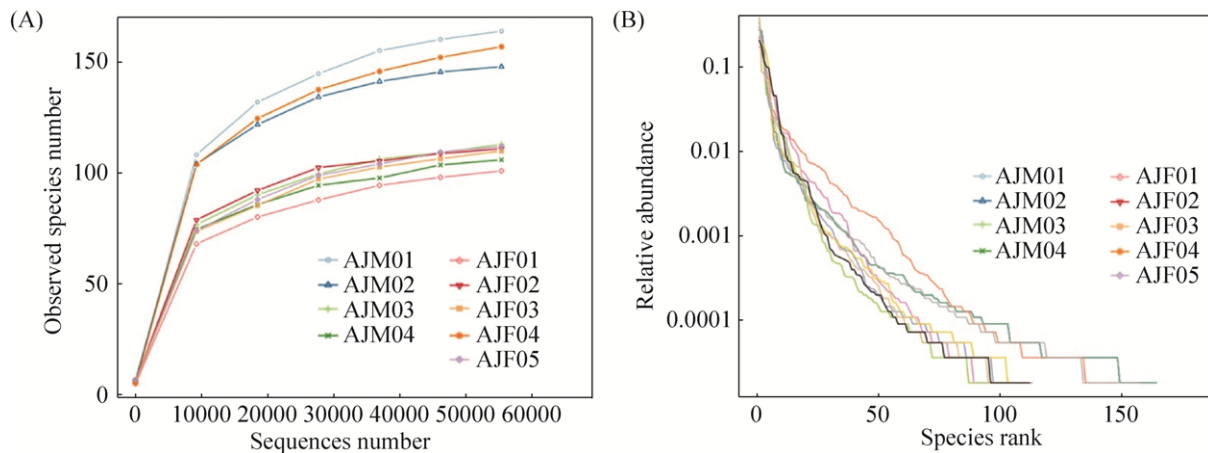 (A)
Observed species number
150
100
50
0
AJM01 AJF01
AJM02 AJF02
AJM03 AJF03
AJM04 AJF04
AJF05
0 10000 20000 30000 40000 50000 60000
Sequences number
(B)
Relative abundance
0.1
0.01
0.001
0.0001
AJM01 AJF01
AJM02 AJF02
AJM03 AJF03
AJM04 AJF04
AJF05
0 50 100 150
Species rank